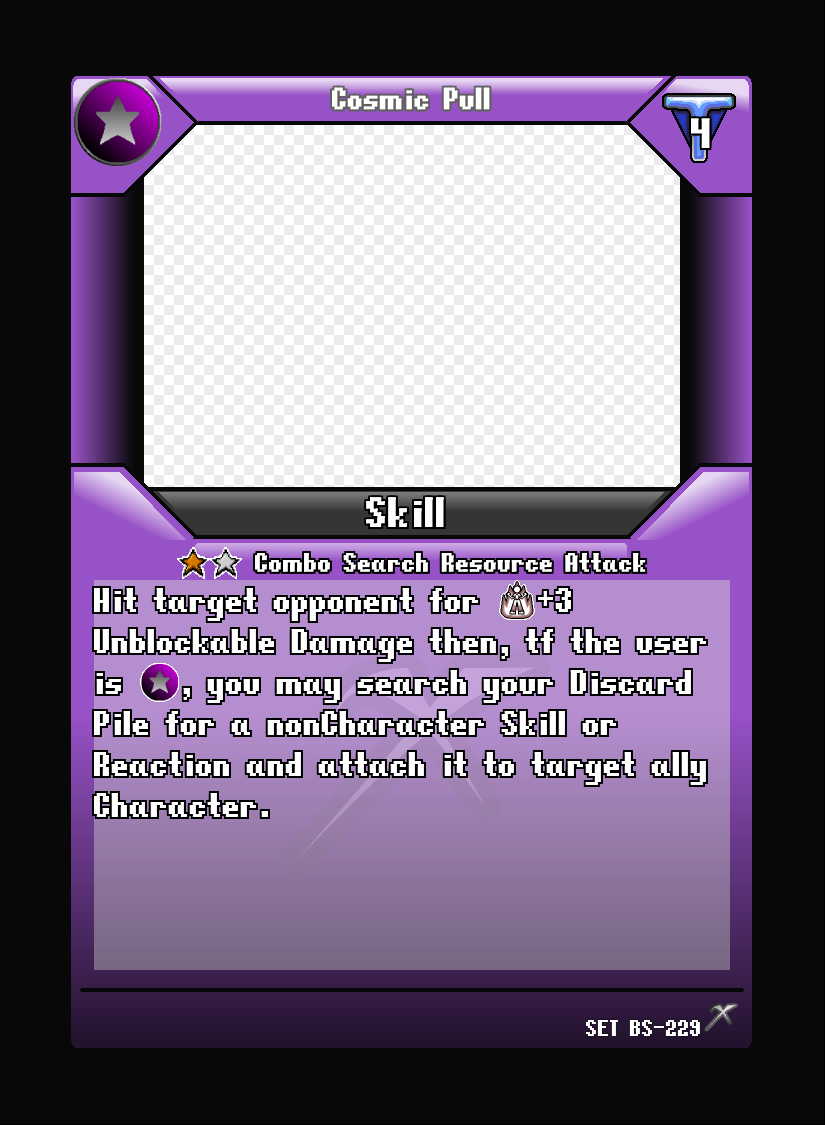 Cosmic Pull
4
Skill
Combo Search Resource Attack
Hit target opponent for +3
Unblockable Damage then, tf the user
is , you may search your Discard
Pile for a nonCharacter Skill or
Reaction and attach it to target ally
Character.
SET BS-229